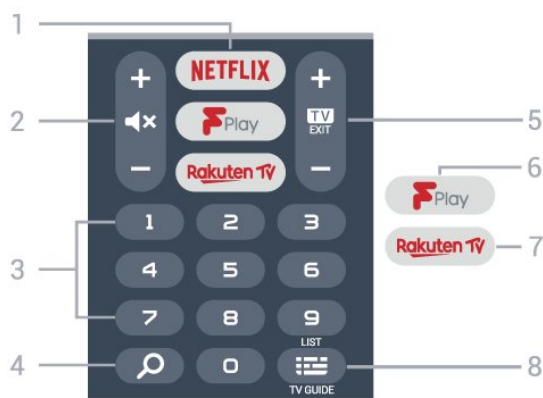 1
NETFLIX
+
+
2
F Play
TV
EXIT
5
−
Rakuten TV
−
6
F Play
Rakuten TV
7
3
1 2 3
4 5 6
7 8 9
LIST
4
0
8
TV GUIDE